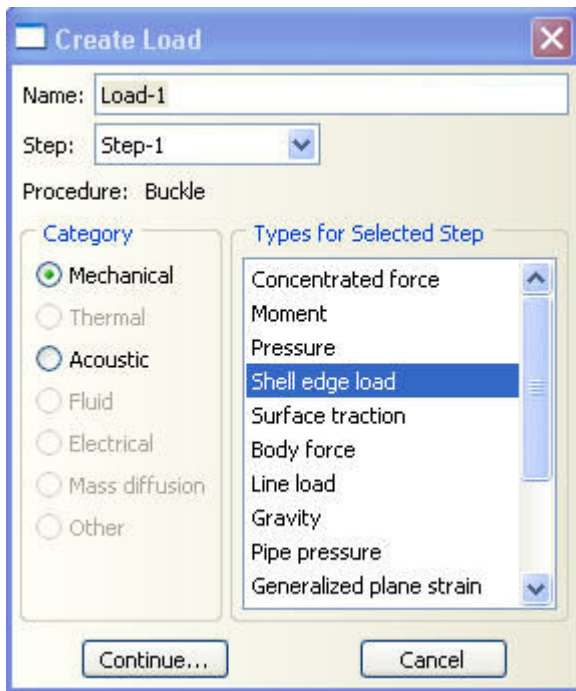 Create Load
Name: Load-1
Step: Step-1
Procedure: Buckle
Category
Mechanical
Thermal
Acoustic
Fluid
Electrical
Mass diffusion
Other
Types for Selected Step
Concentrated force
Moment
Pressure
Shell edge load
Surface traction
Body force
Line load
Gravity
Pipe pressure
Generalized plane strain
Continue...
Cancel